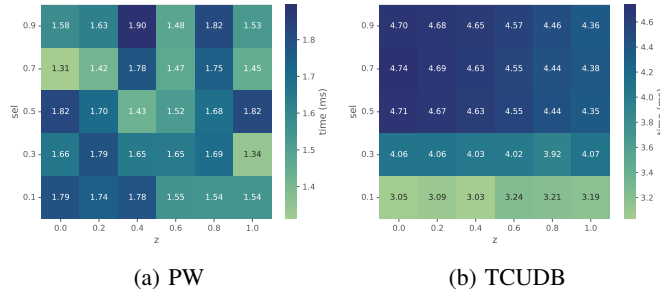 0.9 1.58 1.63 1.90 1.48 1.82 1.53
0.7 1.31 1.42 1.78 1.47 1.75 1.45
0.5 1.82 1.70 1.43 1.52 1.68 1.82
0.3 1.66 1.79 1.65 1.65 1.69 1.34
0.1 1.79 1.74 1.78 1.55 1.54 1.54
0.0 0.2 0.4 0.6 0.8 1.0
z
sel
1.8
1.7
1.6
1.5
1.4
time (ms)
(a) PW
0.9 4.70 4.68 4.65 4.57 4.46 4.36
0.7 4.74 4.69 4.63 4.55 4.44 4.38
0.5 4.71 4.67 4.63 4.55 4.44 4.35
0.3 4.06 4.06 4.03 4.02 3.92 4.07
0.1 3.05 3.09 3.03 3.24 3.21 3.19
0.0 0.2 0.4 0.6 0.8 1.0
z
sel
4.6
4.4
4.2
4.0
3.8
3.6
3.4
3.2
time (ms)
(b) TCUDB